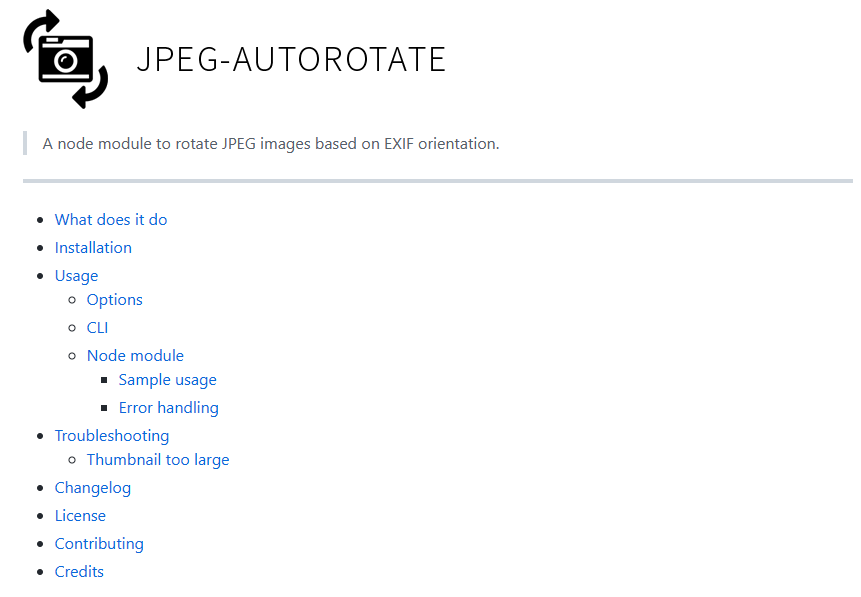 JPEG-AUTOROTATE
A node module to rotate JPEG images based on EXIF orientation.
What does it do
Installation
Usage
Options
CLI
Node module
Sample usage
Error handling
Troubleshooting
Thumbnail too large
Changelog
License
Contributing
Credits